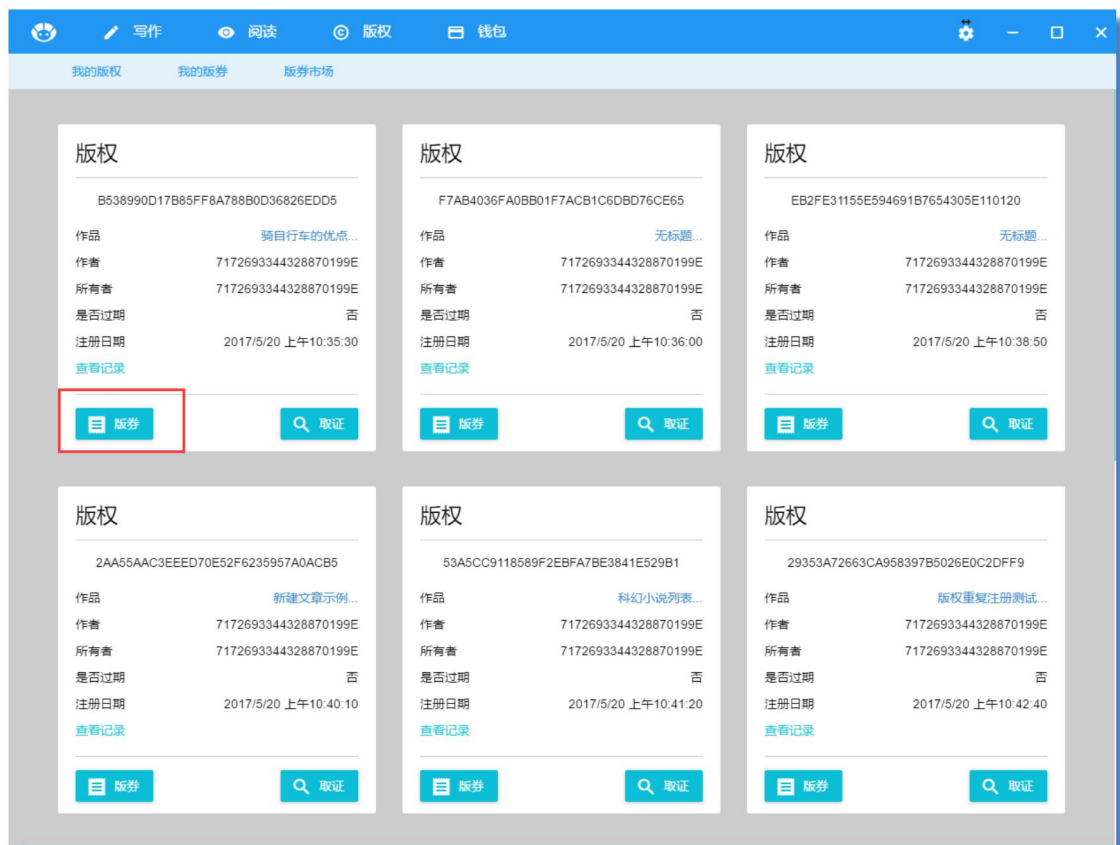 写作 阅读 版权 钱包
我的版权 我的版券 版券市场
版权
B538990D17B85FF8A788B0D36826EDD5
作品 骑自行车的优点...
作者 7172693344328870199E
所有者 7172693344328870199E
是否过期 否
注册日期 2017/5/20 上午10:35:30
查看记录
版券 取证
版权
F7AB4036FA0BB01F7ACB1C6DBD76CE65
作品 无标题...
作者 7172693344328870199E
所有者 7172693344328870199E
是否过期 否
注册日期 2017/5/20 上午10:36:00
查看记录
版券 取证
版权
EB2FE31155E594691B7654305E110120
作品 无标题...
作者 7172693344328870199E
所有者 7172693344328870199E
是否过期 否
注册日期 2017/5/20 上午10:38:50
查看记录
版券 取证
版权
2AA55AAC3EEED70E52F6235957A0ACB5
作品 新建文章示例...
作者 7172693344328870199E
所有者 7172693344328870199E
是否过期 否
注册日期 2017/5/20 上午10:40:10
查看记录
版券 取证
版权
53A5CC9118589F2EBFA7BE3841E529B1
作品 科幻小说列表...
作者 7172693344328870199E
所有者 7172693344328870199E
是否过期 否
注册日期 2017/5/20 上午10:41:20
查看记录
版券 取证
版权
29353A72663CA958397B5026E0C2DFF9
作品 版权重复注册测试...
作者 7172693344328870199E
所有者 7172693344328870199E
是否过期 否
注册日期 2017/5/20 上午10:42:40
查看记录
版券 取证